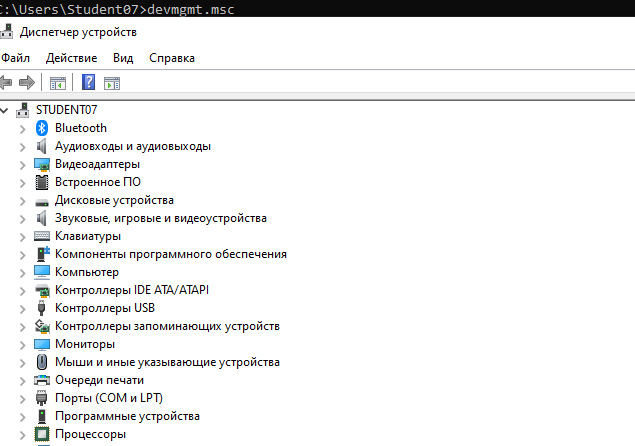 C:\Users\Student07>devmgmt.msc
Диспетчер устройств
Файл Действие Вид Справка
STUDENT07
Bluetooth
Аудиовходы и аудиовыходы
Видеоадаптеры
Встроенное ПО
Дисковые устройства
Звуковые, игровые и видеоустройства
Клавиатуры
Компоненты программного обеспечения
Компьютер
Контроллеры IDE ATA/ATAPI
Контроллеры USB
Контроллеры запоминающих устройств
Мониторы
Мыши и иные указывающие устройства
Очереди печати
Порты (COM и LPT)
Программные устройства
Процессоры